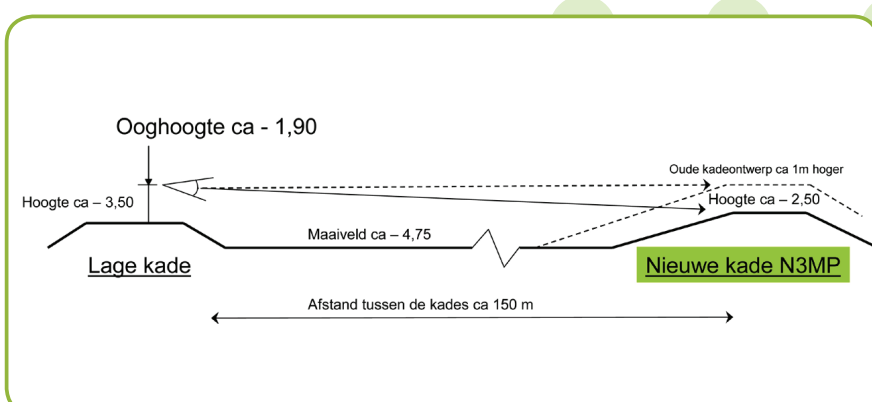 Ooghoogte ca - 1,90
Oude kadeontwerp ca 1m hoger
Hoogte ca – 3,50
Hoogte ca – 2,50
Maaiveld ca – 4,75
Lage kade
Nieuwe kade N3MP
Afstand tussen de kades ca 150 m